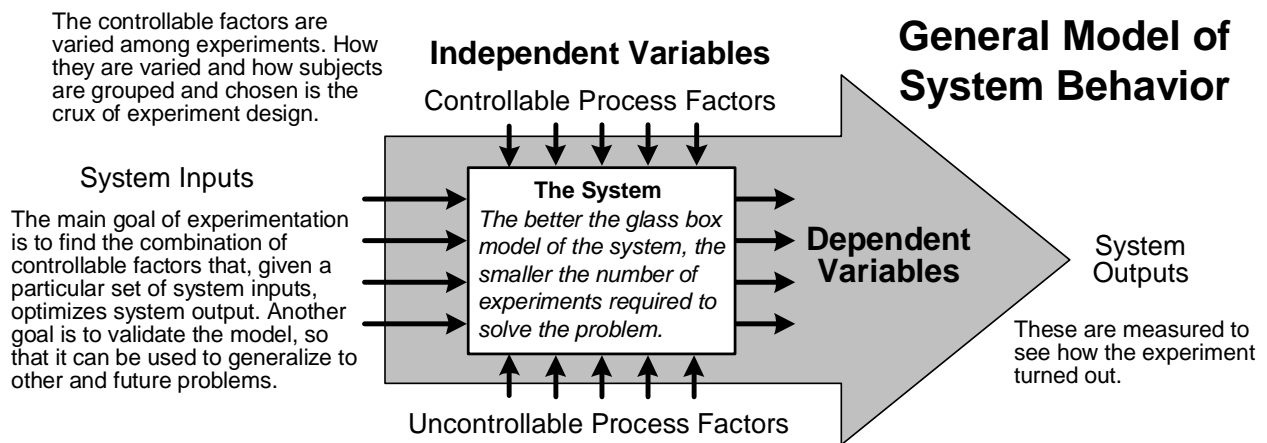 The controllable factors are
varied among experiments. How
they are varied and how subjects
are grouped and chosen is the
crux of experiment design.
Independent Variables
Controllable Process Factors
General Model of
System Behavior
System Inputs
The main goal of experimentation
is to find the combination of
controllable factors that, given a
particular set of system inputs,
optimizes system output. Another
goal is to validate the model, so
that it can be used to generalize to
other and future problems.
The System
The better the glass box
model of the system, the
smaller the number of
experiments required to
solve the problem.
Dependent
Variables
System
Outputs
These are measured to
see how the experiment
turned out.
Uncontrollable Process Factors